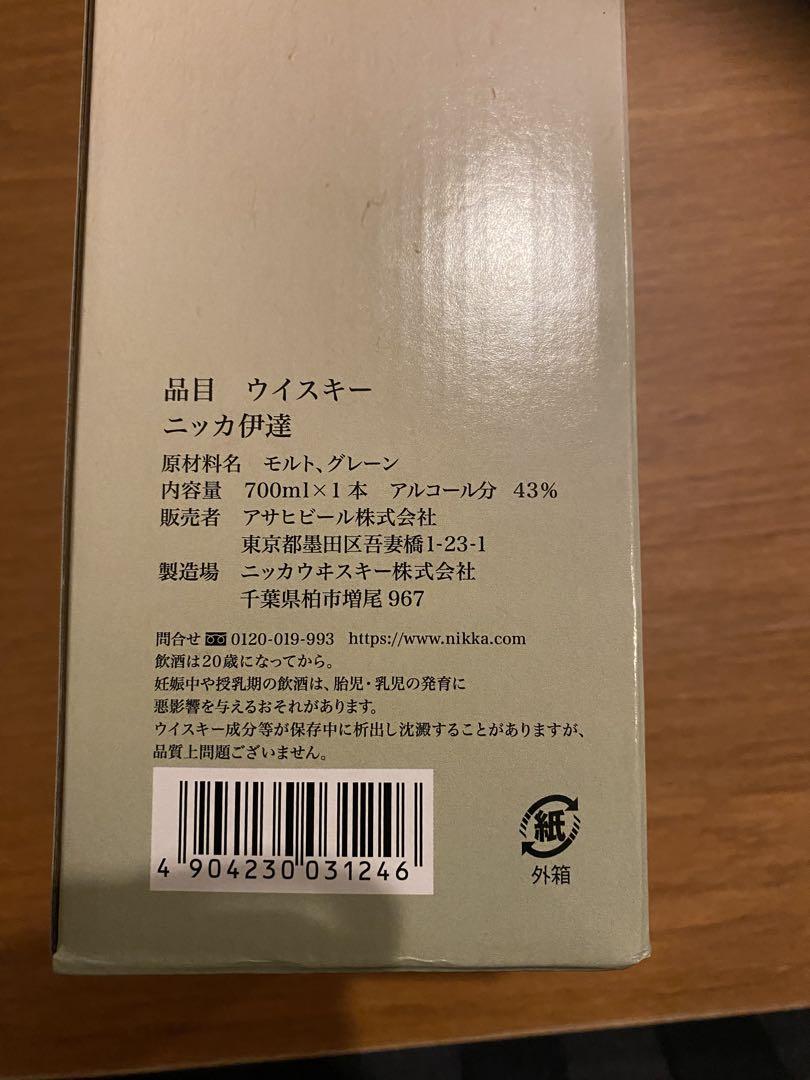 品目　ウイスキー
ニッカ伊達
原材料名　モルト、グレーン
内容量　700ml×1本　アルコール分　43%
販売者　アサヒビール株式会社
東京都墨田区吾妻橋1-23-1
製造場　ニッカウヰスキー株式会社
千葉県柏市増尾967
問合せ 0120-019-993　https://www.nikka.com
飲酒は20歳になってから。
妊娠中や授乳期の飲酒は、胎児・乳児の発育に
悪影響を与えるおそれがあります。
ウイスキー成分等が保存中に析出し沈澱することがありますが、
品質上問題ございません。
4 904230 031246
紙
外箱